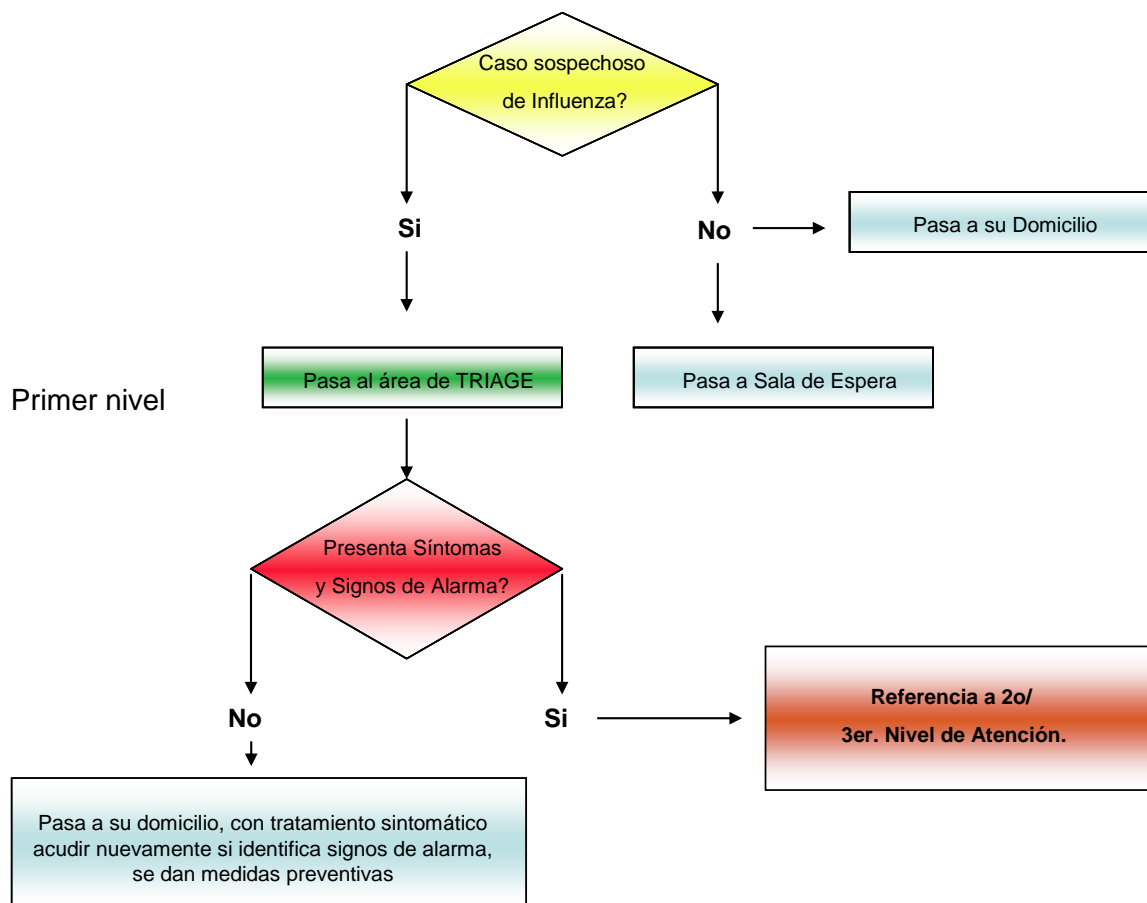 Caso sospechoso
de Influenza?
Si
No
Pasa a su Domicilio
Primer nivel
Pasa al área de TRIAGE
Pasa a Sala de Espera
Presenta Síntomas
y Signos de Alarma?
No
Si
Referencia a 2o/
3er. Nivel de Atención.
Pasa a su domicilio, con tratamiento sintomático
acudir nuevamente si identifica signos de alarma,
se dan medidas preventivas